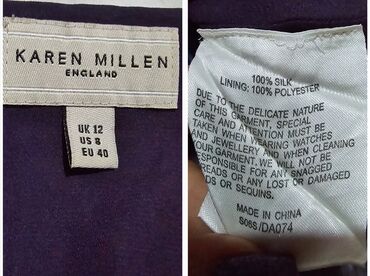 KAREN MILLEN
ENGLAND
UK 12
US 8
EU 40
100% SILK
LINING: 100% POLYESTER
DUE TO THE DELICATE NATURE
OF THIS GARMENT, SPECIAL
CARE AND ATTENTION MUST BE
TAKEN WHEN WEARING WATCHES
AND JEWELLERY AND WHEN CLEANING
OUR GARMENT. WE WILL NOT BE
RESPONSIBLE FOR ANY SNAGGED
THREADS OR ANY LOST OR DAMAGED
DS OR SEQUINS.
MADE IN CHINA
S06S/DA074